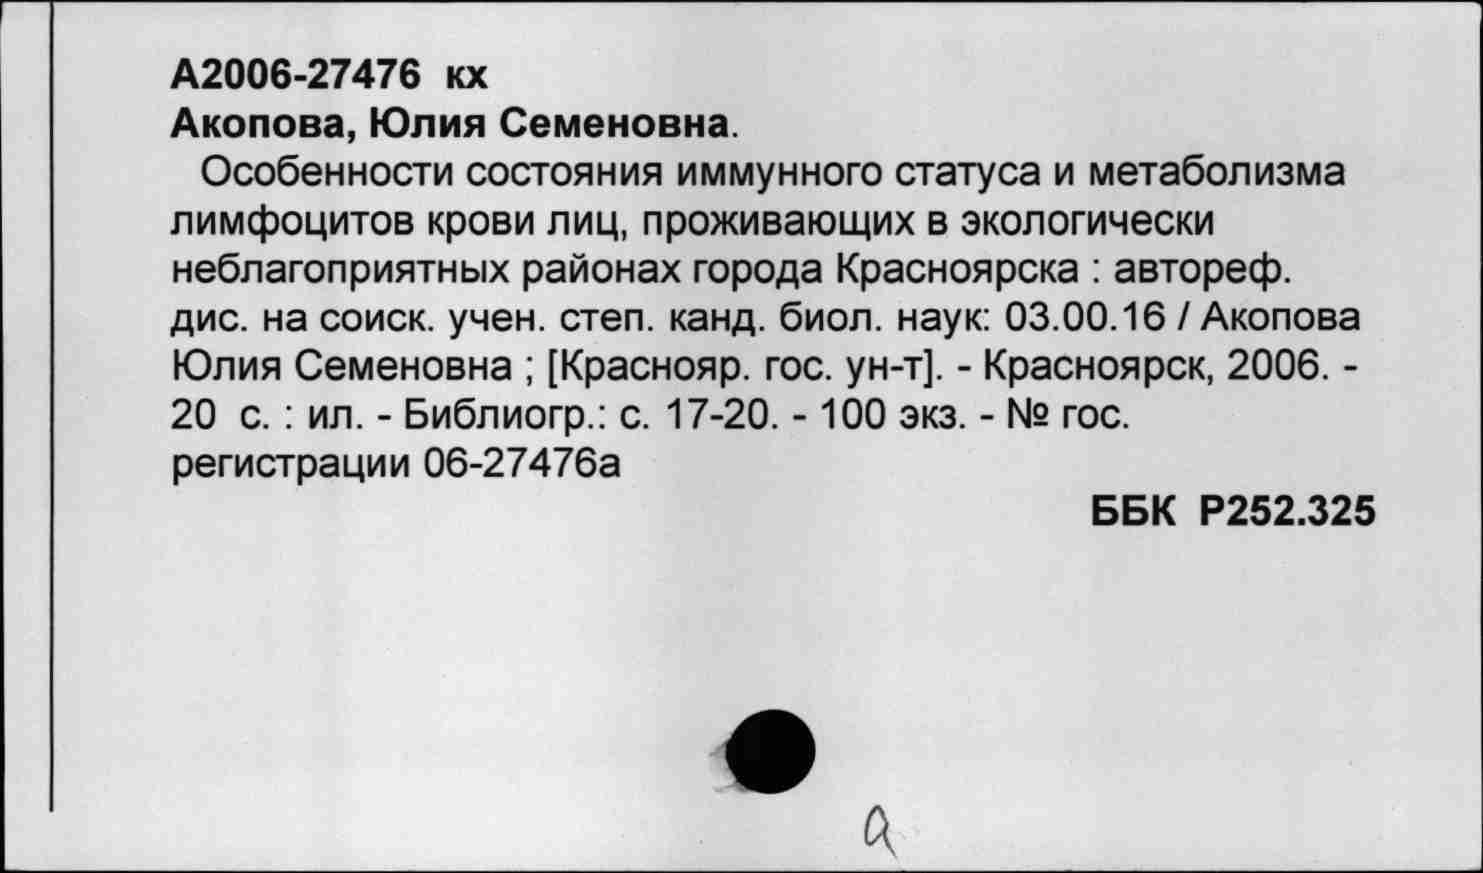 А2006-27476 кх
Акопова, Юлия Семеновна.
Особенности состояния иммунного статуса и метаболизма
лимфоцитов крови лиц, проживающих в экологически
неблагоприятных районах города Красноярска : автореф.
дис. на соиск. учен. степ. канд. биол. наук: 03.00.16 / Акопова
Юлия Семеновна ; [Краснояр. гос. ун-т]. - Красноярск, 2006. -
20 с. : ил. - Библиогр.: с. 17-20. - 100 экз. - № гос.
регистрации 06-27476а
ББК Р252.325
а